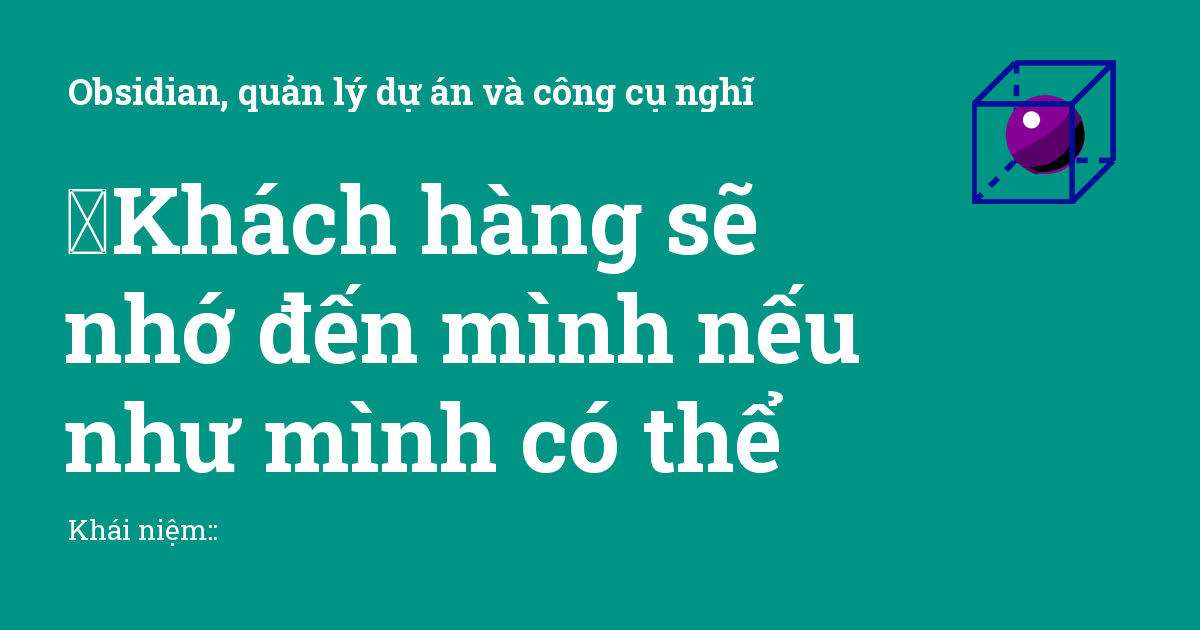 Obsidian, quản lý dự án và công cụ nghĩ
Khách hàng sẽ
nhớ đến mình nếu
như mình có thể
Khái niệm::